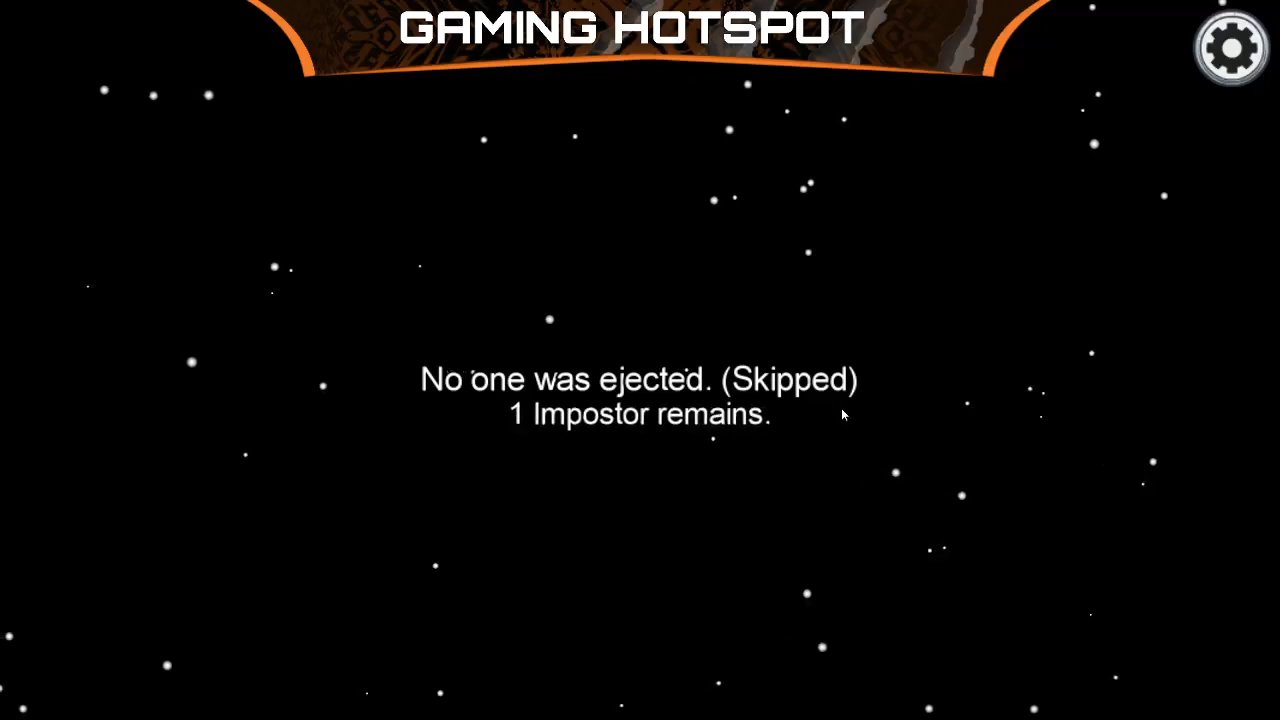 GAMING HOTSPOT
No one was ejected. (Skipped)
1 Impostor remains.